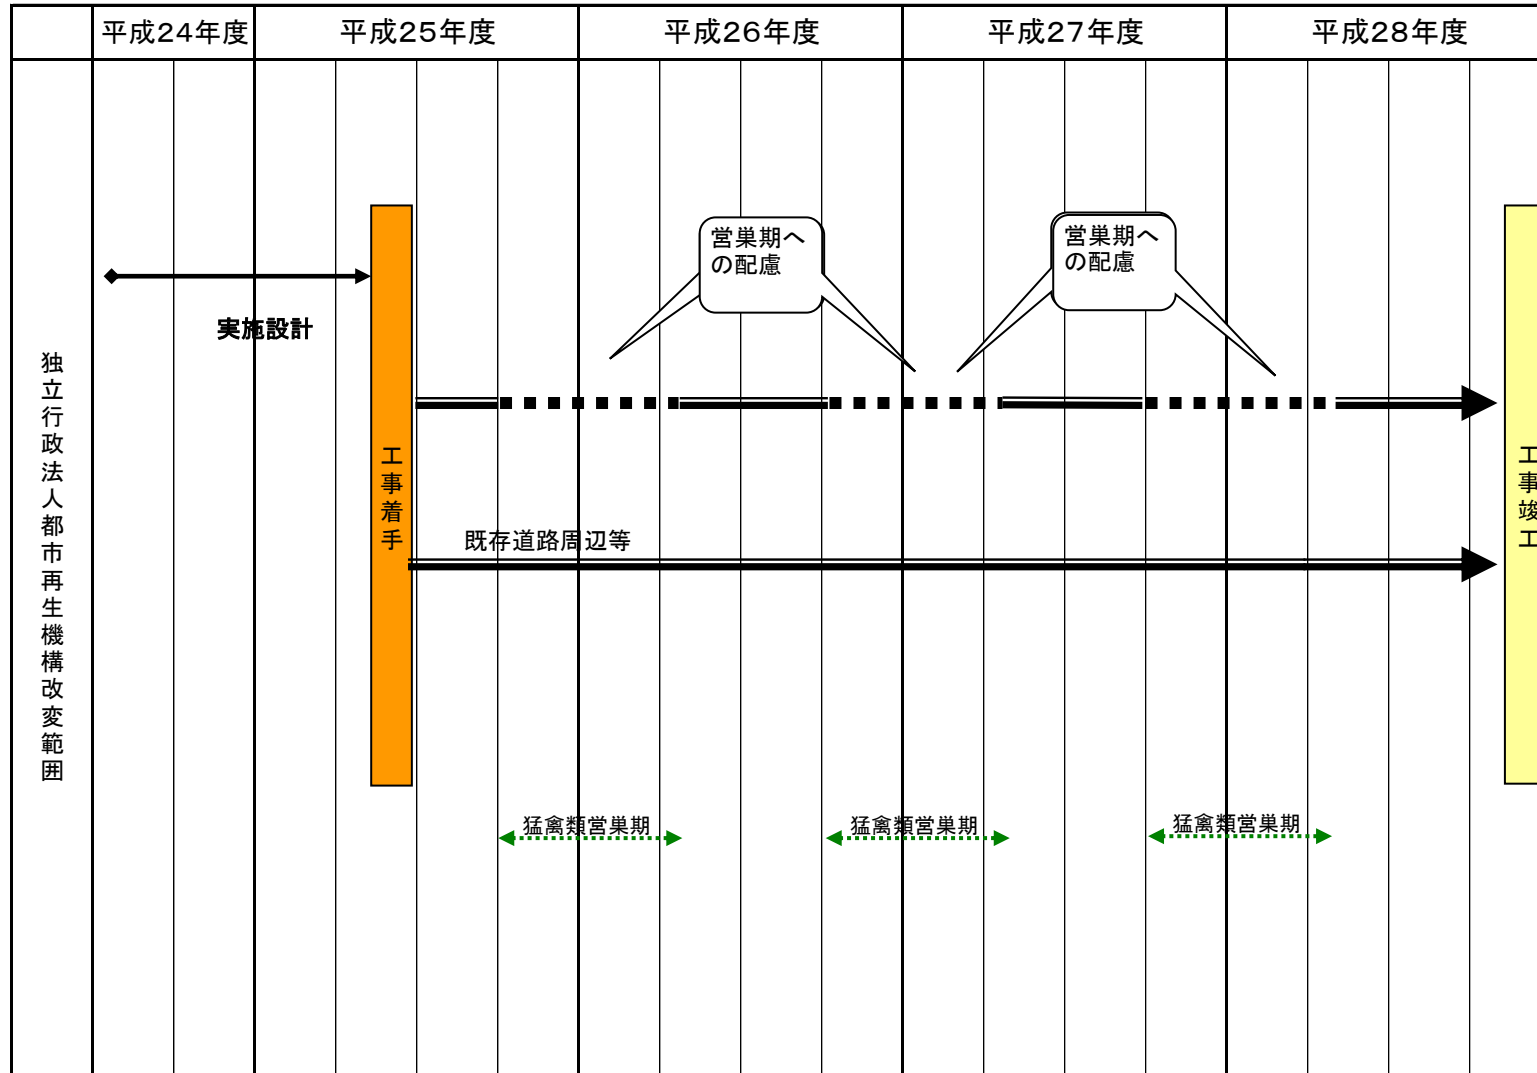 平成24年度
平成25年度
平成26年度
平成27年度
平成28年度
独立行政法人都市再生機構改変範囲
実施設計
工事着手
営巣期へ
の配慮
営巣期へ
の配慮
既存道路周辺等
工事竣工
猛禽類営巣期
猛禽類営巣期
猛禽類営巣期